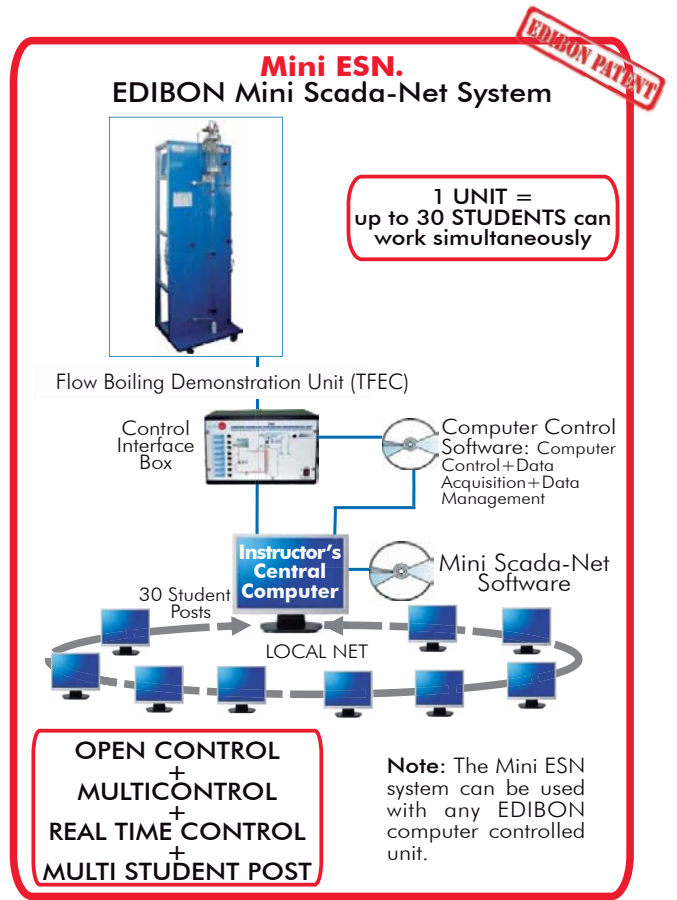 EDIBON PATENT
Mini ESN.
EDIBON Mini Scada-Net System
1 UNIT =
up to 30 STUDENTS can
work simultaneously
Flow Boiling Demonstration Unit (TFEC)
Control
Interface
Box
Computer Control
Software: Computer
Control+Data
Acquisition+Data
Management
Instructor's
Central
Computer
Mini Scada-Net
Software
30 Student
Posts
LOCAL NET
OPEN CONTROL
+
MULTICONTROL
+
REAL TIME CONTROL
+
MULTI STUDENT POST
Note: The Mini ESN
system can be used
with any EDIBON
computer controlled
unit.